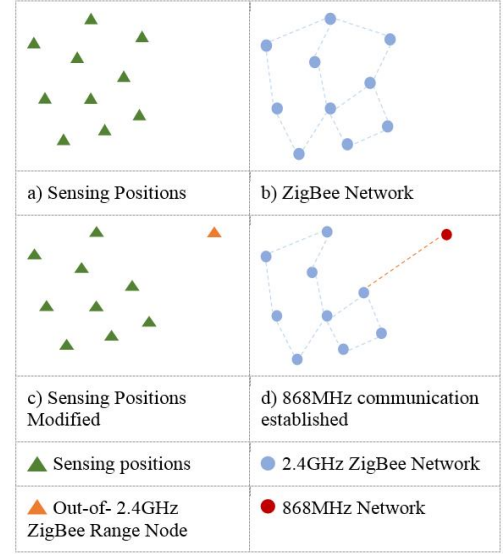 a) Sensing Positions
b) ZigBee Network
c) Sensing Positions
Modified
d) 868MHz communication
established
Sensing positions
2.4GHz ZigBee Network
Out-of- 2.4GHz
ZigBee Range Node
868MHz Network